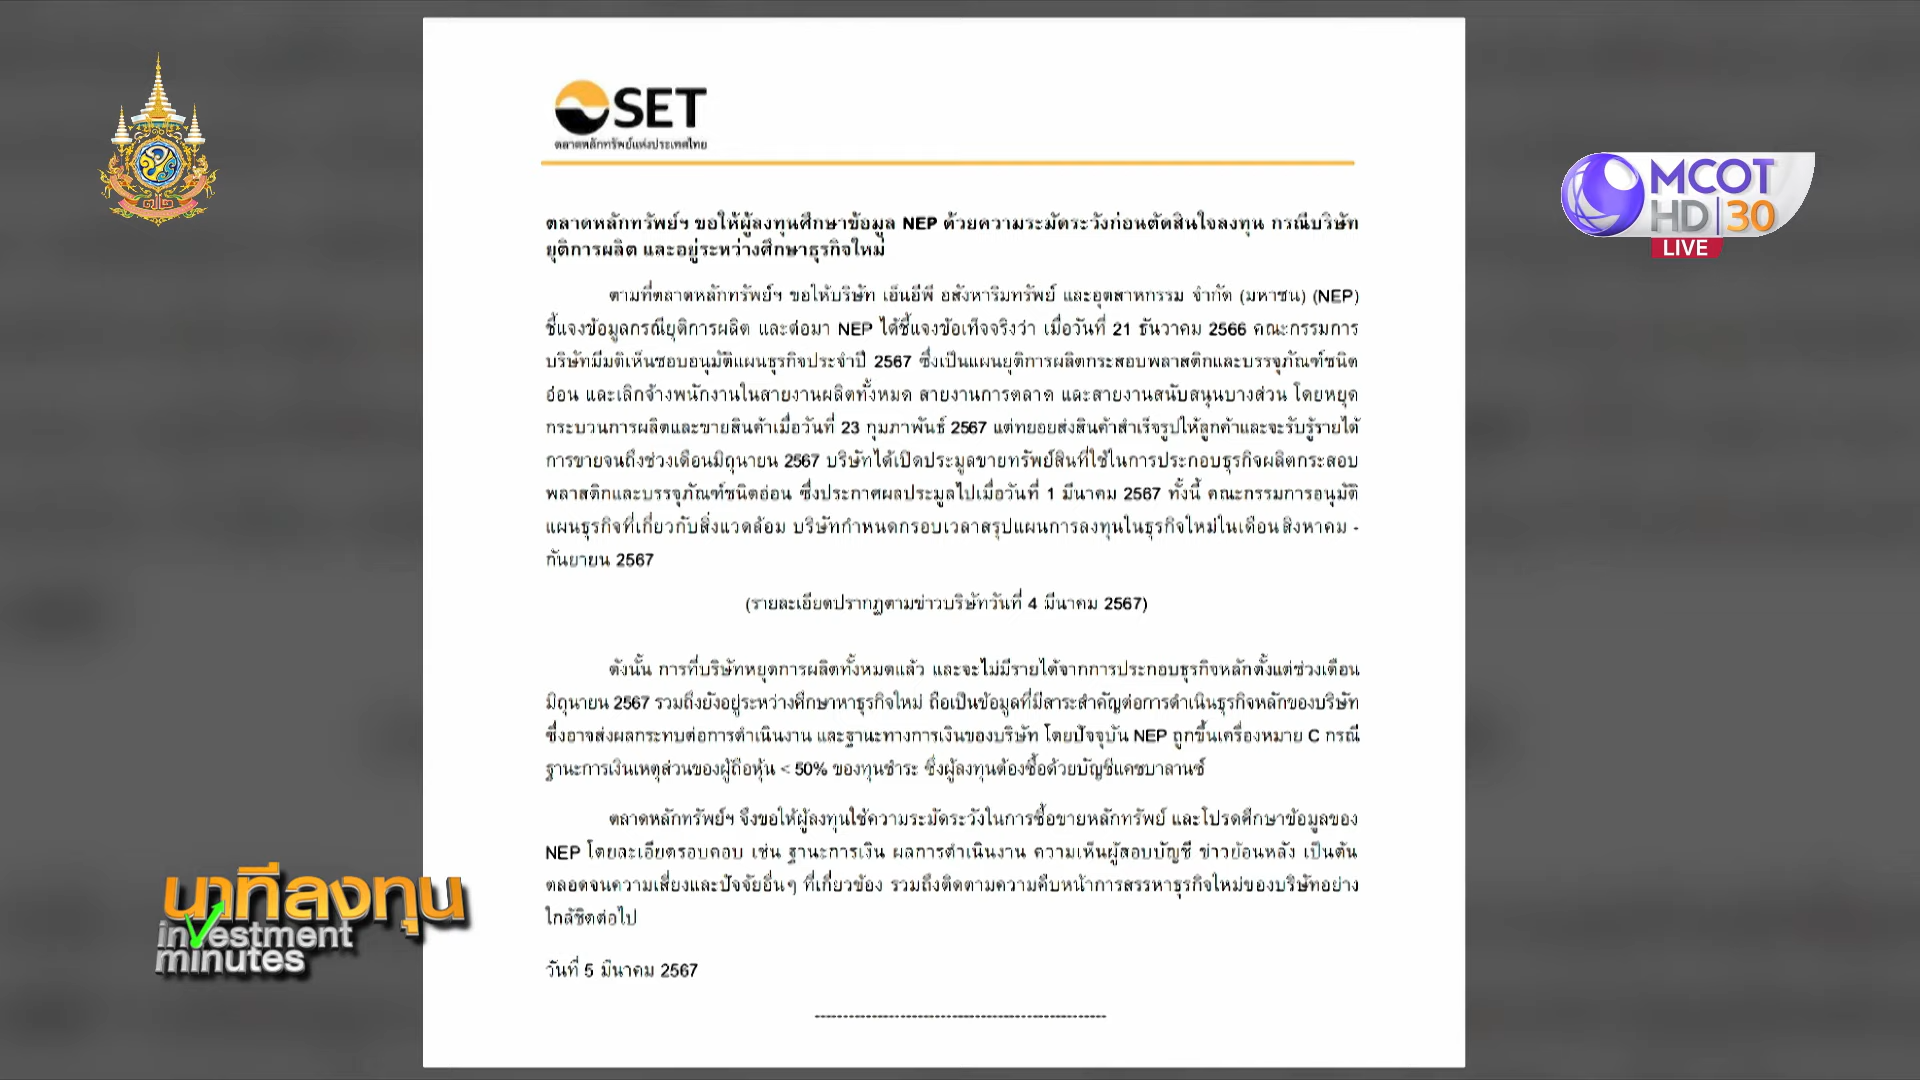 SET
ตลาดหลักทรัพย์แห่งประเทศไทย
MCOT
HD 30
LIVE
ตลาดหลักทรัพย์ฯ ขอให้ผู้ลงทุนศึกษาข้อมูล NEP ด้วยความระมัดระวังก่อนตัดสินใจลงทุน กรณีบริษัท
ยุติการผลิต และอยู่ระหว่างศึกษาธุรกิจใหม่
ตามที่ตลาดหลักทรัพย์ฯ ขอให้บริษัท เอ็นอีพี อสังหาริมทรัพย์ และอุตสาหกรรม จำกัด (มหาชน) (NEP)
ชี้แจงข้อมูลกรณียุติการผลิต และต่อมา NEP ได้ชี้แจงข้อเท็จจริงว่า เมื่อวันที่ 21 ธันวาคม 2566 คณะกรรมการ
บริษัทมีมติเห็นชอบอนุมัติแผนธุรกิจประจำปี 2567 ซึ่งเป็นแผนยุติการผลิตกระสอบพลาสติกและบรรจุภัณฑ์ชนิด
อ่อน และเลิกจ้างพนักงานในสายงานผลิตทั้งหมด สายงานการตลาด และสายงานสนับสนุนบางส่วน โดยหยุด
กระบวนการผลิตและขายสินค้าเมื่อวันที่ 23 กุมภาพันธ์ 2567 แต่ทยอยส่งสินค้าสำเร็จรูปให้ลูกค้าและจะรับรู้รายได้
การขายจนถึงช่วงเดือนมิถุนายน 2567 บริษัทได้เปิดประมูลขายทรัพย์สินที่ใช้ในการประกอบธุรกิจผลิตกระสอบ
พลาสติกและบรรจุภัณฑ์ชนิดอ่อน ซึ่งประกาศผลประมูลไปเมื่อวันที่ 1 มีนาคม 2567 ทั้งนี้ คณะกรรมการอนุมัติ
แผนธุรกิจที่เกี่ยวกับสิ่งแวดล้อม บริษัทกำหนดกรอบเวลาสรุปแผนการลงทุนในธุรกิจใหม่ในเดือนสิงหาคม -
กันยายน 2567
(รายละเอียดปรากฏตามข่าวบริษัทวันที่ 4 มีนาคม 2567)
ดังนั้น การที่บริษัทหยุดการผลิตทั้งหมดแล้ว และจะไม่มีรายได้จากการประกอบธุรกิจหลักตั้งแต่ช่วงเดือน
มิถุนายน 2567 รวมถึงยังอยู่ระหว่างศึกษาหาธุรกิจใหม่ ถือเป็นข้อมูลที่มีสาระสำคัญต่อการดำเนินธุรกิจหลักของบริษัท
ซึ่งอาจส่งผลกระทบต่อการดำเนินงาน และฐานะทางการเงินของบริษัท โดยปัจจุบัน NEP ถูกขึ้นเครื่องหมาย C กรณี
ฐานะการเงินเหตุส่วนของผู้ถือหุ้น < 50% ของทุนชำระ ซึ่งผู้ลงทุนต้องซื้อด้วยบัญชีแคชบาลานซ์
ตลาดหลักทรัพย์ฯ จึงขอให้ผู้ลงทุนใช้ความระมัดระวังในการซื้อขายหลักทรัพย์ และโปรดศึกษาข้อมูลของ
NEP โดยละเอียดรอบคอบ เช่น ฐานะการเงิน ผลการดำเนินงาน ความเห็นผู้สอบบัญชี ข่าวย้อนหลัง เป็นต้น
ตลอดจนความเสี่ยงและปัจจัยอื่นๆ ที่เกี่ยวข้อง รวมถึงติดตามความคืบหน้าการสรรหาธุรกิจใหม่ของบริษัทอย่าง
ใกล้ชิดต่อไป
วันที่ 5 มีนาคม 2567
นาทีลงทุน
investment
minutes